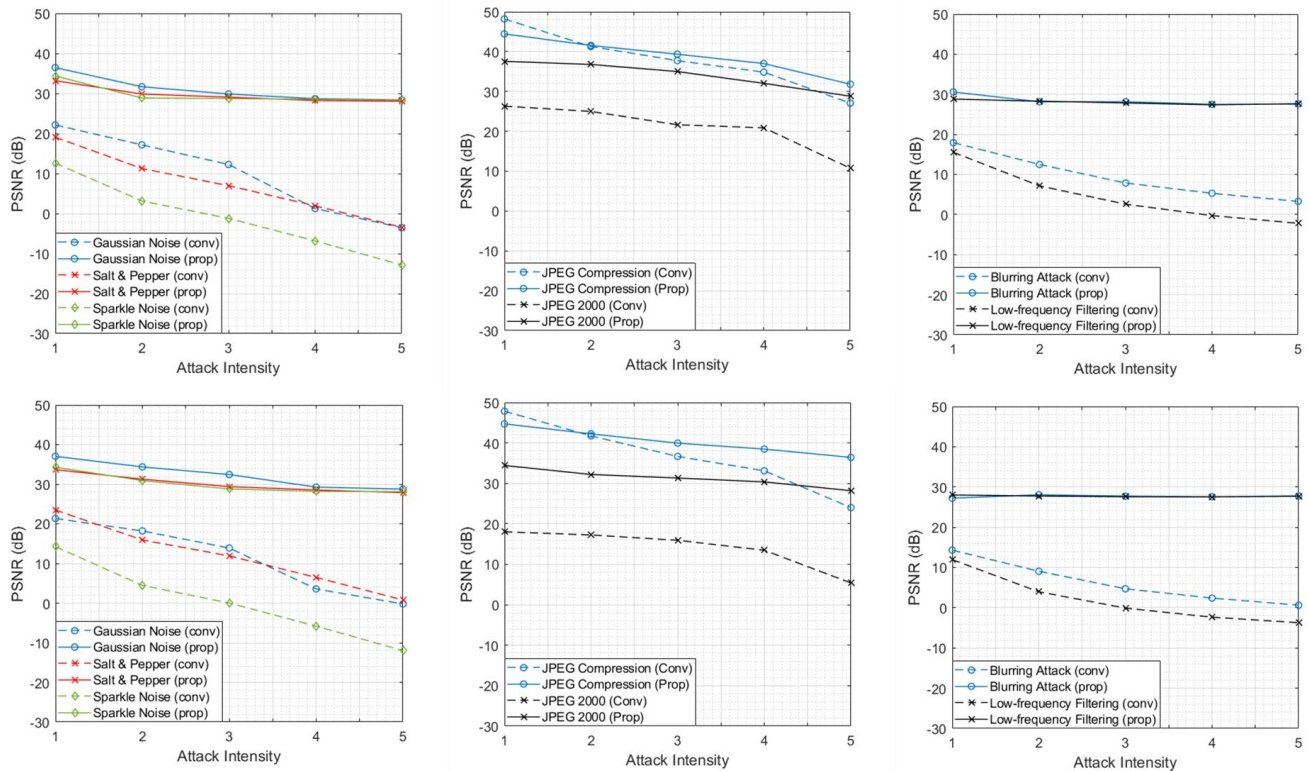 50
40
30
20
10
0
-10
-20
-30
PSNR (dB)
Gaussian Noise (conv)
Gaussian Noise (prop)
Salt & Pepper (conv)
Salt & Pepper (prop)
Sparkle Noise (conv)
Sparkle Noise (prop)
1 2 3 4 5
Attack Intensity
50
40
30
20
10
0
-10
-20
-30
PSNR (dB)
JPEG Compression (Conv)
JPEG Compression (Prop)
JPEG 2000 (Conv)
JPEG 2000 (Prop)
1 2 3 4 5
Attack Intensity
50
40
30
20
10
0
-10
-20
-30
PSNR (dB)
Blurring Attack (conv)
Blurring Attack (prop)
Low-frequency Filtering (conv)
Low-frequency Filtering (prop)
1 2 3 4 5
Attack Intensity
50
40
30
20
10
0
-10
-20
-30
PSNR (dB)
Gaussian Noise (conv)
Gaussian Noise (prop)
Salt & Pepper (conv)
Salt & Pepper (prop)
Sparkle Noise (conv)
Sparkle Noise (prop)
1 2 3 4 5
Attack Intensity
50
40
30
20
10
0
-10
-20
-30
PSNR (dB)
JPEG Compression (Conv)
JPEG Compression (Prop)
JPEG 2000 (Conv)
JPEG 2000 (Prop)
1 2 3 4 5
Attack Intensity
50
40
30
20
10
0
-10
-20
-30
PSNR (dB)
Blurring Attack (conv)
Blurring Attack (prop)
Low-frequency Filtering (conv)
Low-frequency Filtering (prop)
1 2 3 4 5
Attack Intensity